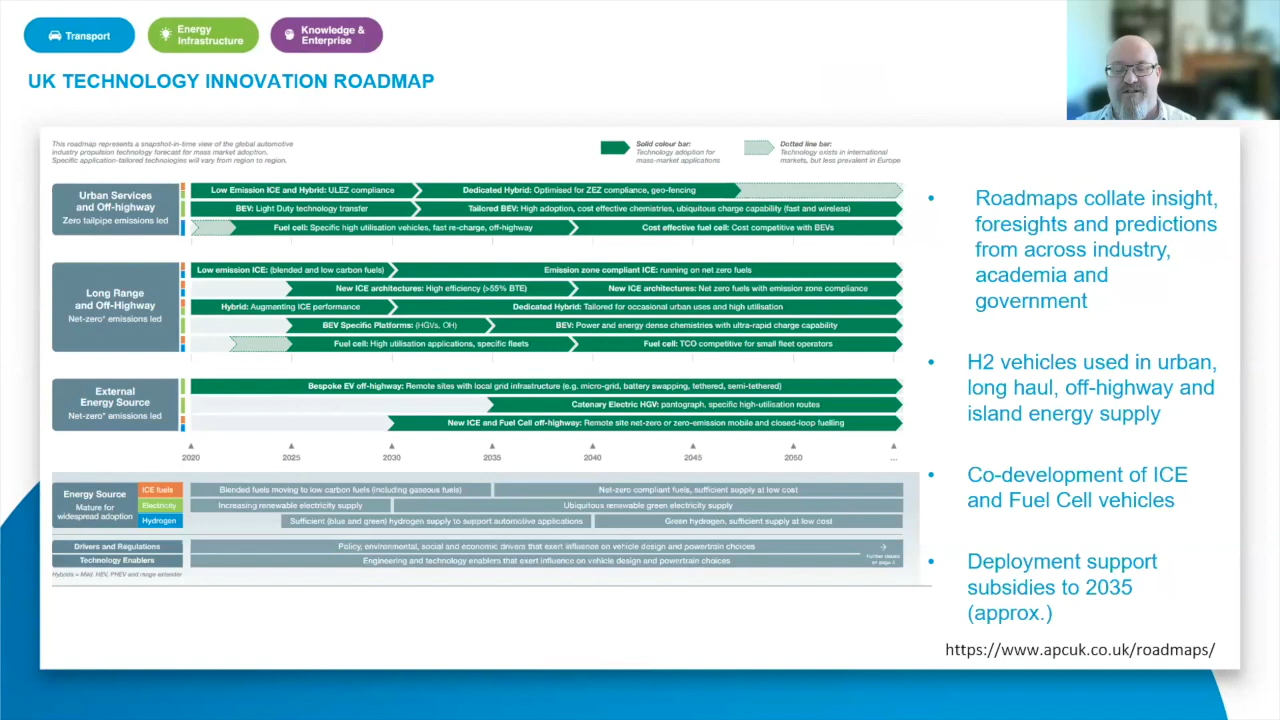 Transport
Energy
Infrastructure
Knowledge &
Enterprise
UK TECHNOLOGY INNOVATION ROADMAP
This roadmap represents a snapshot-in-time view of the global automotive
industry propulsion technology forecast for mass market adoption.
Specific application-tailored technologies will vary from region to region.
Solid colour bar:
Technology adoption for
mass-market applications
Dotted line bar:
Technology exists in international
markets, but less prevalent in Europe
Urban Services
and Off-highway
Zero tailpipe emissions led
Low Emission ICE and Hybrid: ULEZ compliance
Dedicated Hybrid: Optimised for ZEZ compliance, geo-fencing
BEV: Light Duty technology transfer
Tailored BEV: High adoption, cost effective chemistries, ubiquitous charge capability (fast and wireless)
Fuel cell: Specific high utilisation vehicles, fast re-charge, off-highway
Cost effective fuel cell: Cost competitive with BEVs
Long Range
and Off-Highway
Net-zero* emissions led
Low emission ICE: (blended and low carbon fuels)
Emission zone compliant ICE: running on net zero fuels
New ICE architectures: High efficiency (>55% BTE)
New ICE architectures: Net zero fuels with emission zone compliance
Hybrid: Augmenting ICE performance
Dedicated Hybrid: Tailored for occasional urban uses and high utilisation
BEV Specific Platforms: (HGVs, OH)
BEV: Power and energy dense chemistries with ultra-rapid charge capability
Fuel cell: High utilisation applications, specific fleets
Fuel cell: TCO competitive for small fleet operators
External
Energy Source
Net-zero* emissions led
Bespoke EV off-highway: Remote sites with local grid infrastructure (e.g. micro-grid, battery swapping, tethered, semi-tethered)
Catenary Electric HGV: pantograph, specific high-utilisation routes
New ICE and Fuel Cell off-highway: Remote site net-zero or zero-emission mobile and closed-loop fuelling
2020
2025
2030
2035
2040
2045
2050
...
Energy Source
Mature for
widespread adoption
ICE fuels
Blended fuels moving to low carbon fuels (including gaseous fuels)
Net-zero compliant fuels, sufficient supply at low cost
Electricity
Increasing renewable electricity supply
Ubiquitous renewable green electricity supply
Hydrogen
Sufficient (blue and green) hydrogen supply to support automotive applications
Green hydrogen, sufficient supply at low cost
Drivers and Regulations
Policy, environmental, social and economic drivers that exert influence on vehicle design and powertrain choices
Technology Enablers
Engineering and technology enablers that exert influence on vehicle design and powertrain choices
Hybrids = Mild, HEV, PHEV and range extender
• Roadmaps collate insight,
foresights and predictions
from across industry,
academia and
government
• H2 vehicles used in urban,
long haul, off-highway and
island energy supply
• Co-development of ICE
and Fuel Cell vehicles
• Deployment support
subsidies to 2035
(approx.)
https://www.apcuk.co.uk/roadmaps/